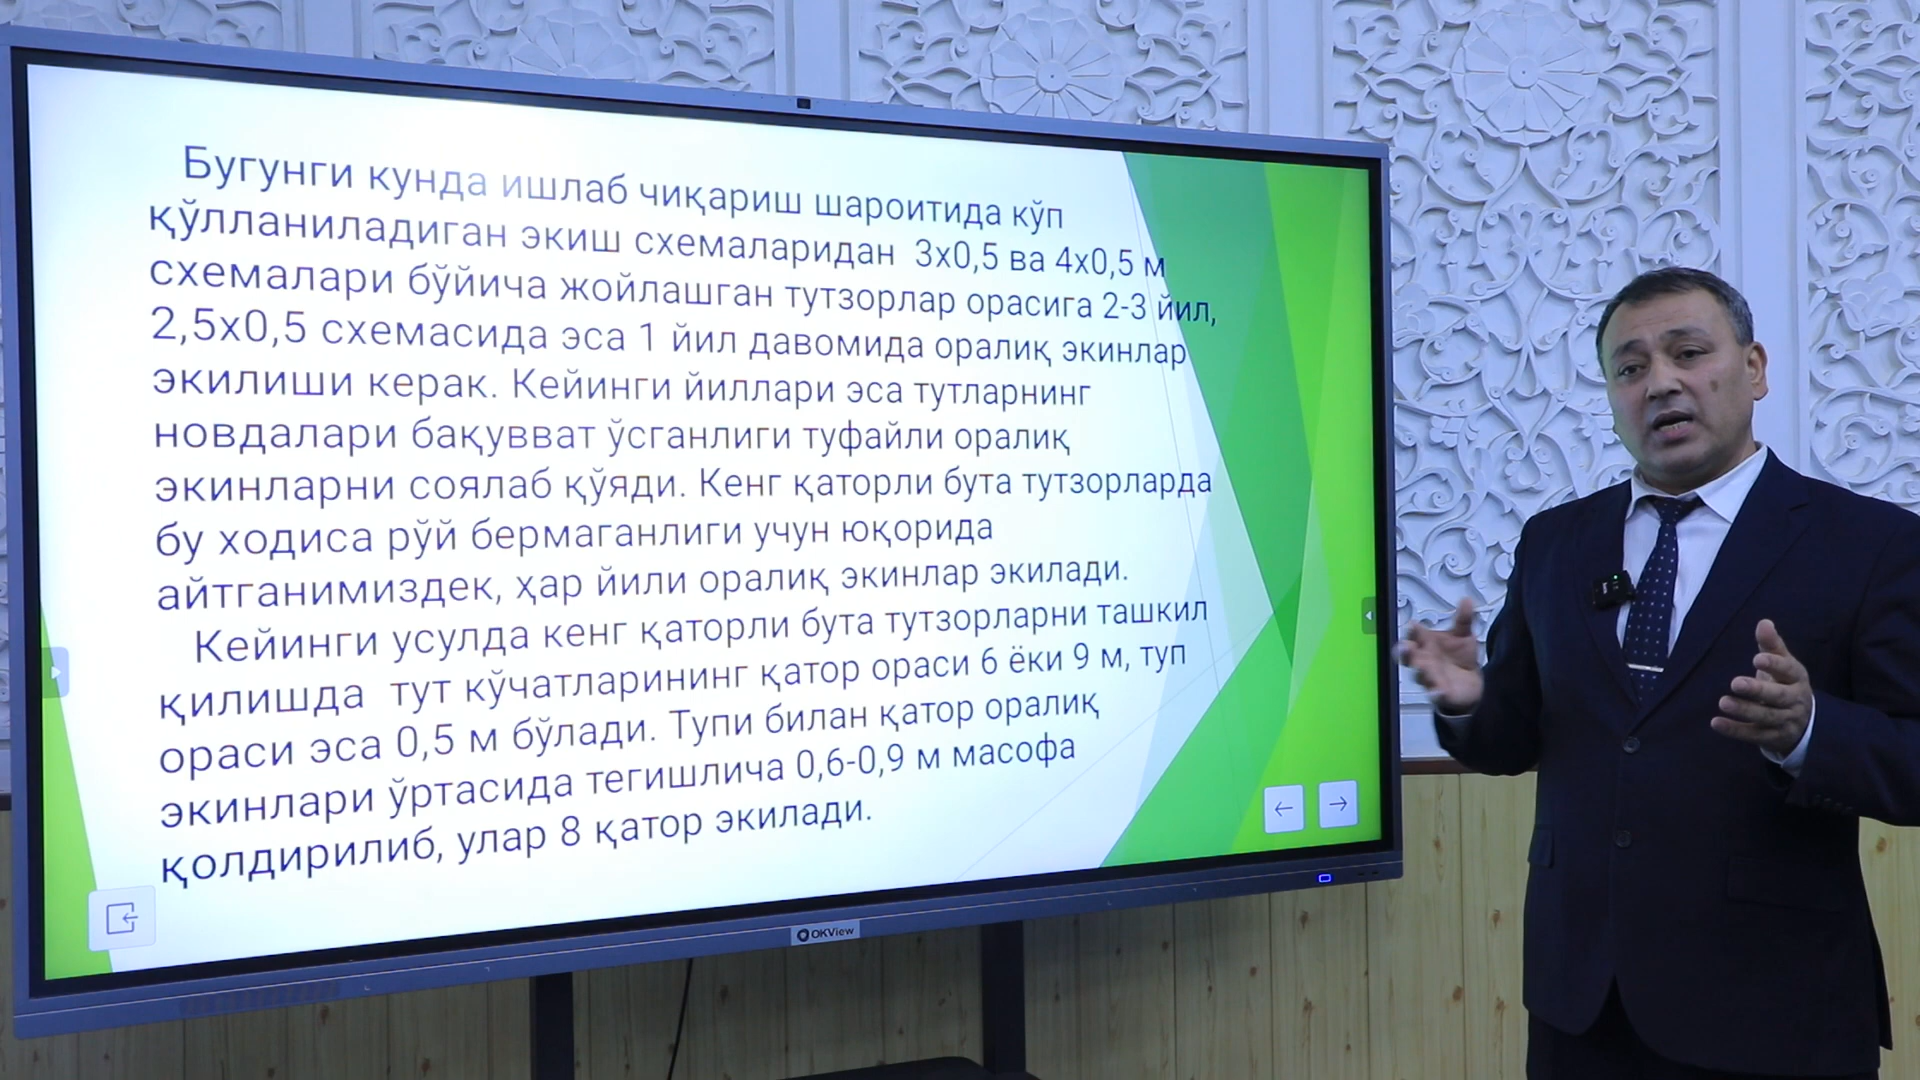 Бугунги кунда ишлаб чиқариш шароитида кўп
қўлланиладиган экиш схемаларидан 3х0,5 ва 4х0,5 м
схемалари бўйича жойлашган тутзорлар орасига 2-3 йил,
2,5х0,5 схемасида эса 1 йил давомида оралиқ экинлар
экилиши керак. Кейинги йиллари эса тутларнинг
новдалари бақувват ўсганлиги туфайли оралиқ
экинларни соялаб қўяди. Кенг қаторли бута тутзорларда
бу ходиса рўй бермаганлиги учун юқорида
айтганимиздек, ҳар йили оралиқ экинлар экилади.
Кейинги усулда кенг қаторли бута тутзорларни ташкил
қилишда тут кўчатларининг қатор ораси 6 ёки 9 м, туп
ораси эса 0,5 м бўлади. Тупи билан қатор оралиқ
экинлари ўртасида тегишлича 0,6-0,9 м масофа
қолдирилиб, улар 8 қатор экилади.
OKView